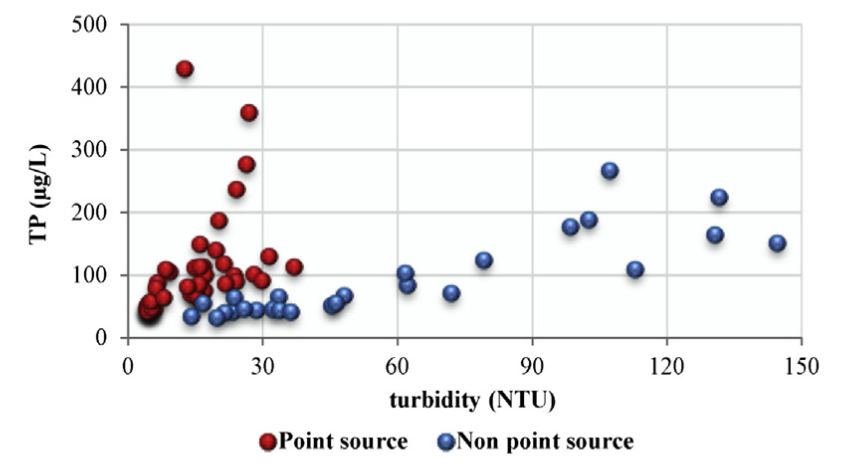 500
400
300
200
100
0
TP (µg/L)
0 30 60 90 120 150
turbidity (NTU)
Point source Non point source